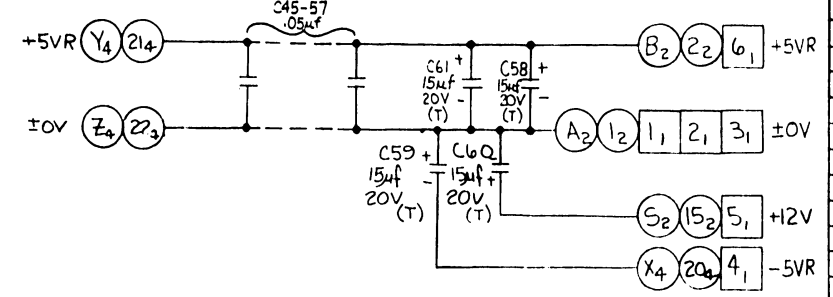 C45-57
.05µf
+5VR Y4 214
B2 22 61 +5VR
C61 +
15µf
20V -
(T)
C58 +
15µf
20V -
(T)
±0V Z4
A2 12 11 21 31 ±0V
C59 +
15µf -
20V
(T)
C60
15µf +
20V
(T)
S2 152 51 +12V
X4 204 41 -5VR